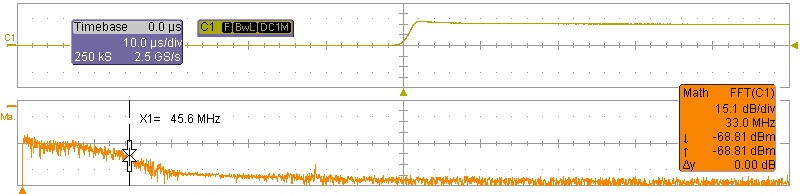 Timebase 0.0 µs
10.0 µs/div
250 kS 2.5 GS/s
C1 F BwL DC1M
C1
Math FFT(C1)
15.1 dB/div
33.0 MHz
↓ -68.81 dBm
↑ -68.81 dBm
Δy 0.00 dB
Ma.
X1= 45.6 MHz